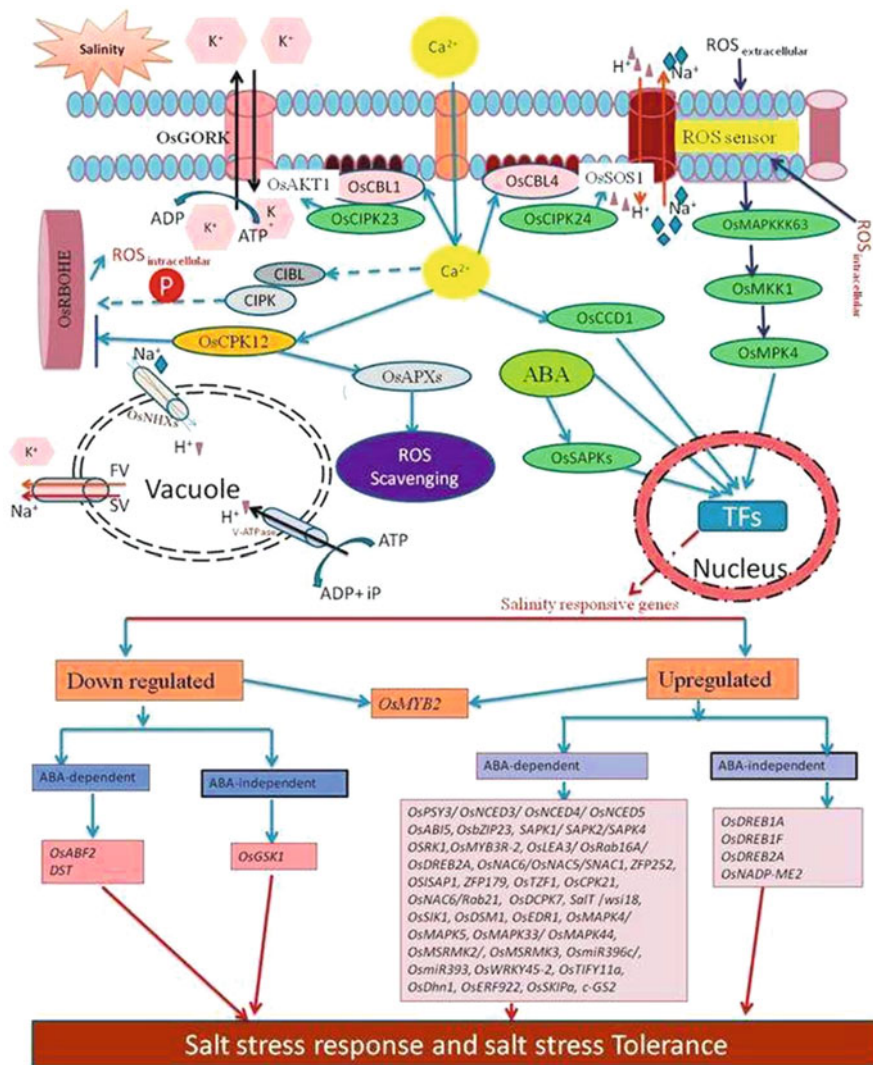 Salinity
K⁺
K⁺
Ca²⁺
H⁺
Na⁺
ROS extracellular
OsGORK
ROS sensor
OsAKT1
OsCBL1
OsCBL4
OsSOS1
ADP
K⁺
ATP
K⁺
OsCIPK23
OsCIPK24
H⁺
Na⁺
OsMAPKKK63
ROS intracellular
OsRBOHE
ROS intracellular
P
CIBL
CIPK
Ca²⁺
OsMKK1
OsCPK12
OsCCD1
OsMPK4
Na⁺
OsNHXs
OsAPXs
ABA
H⁺
K⁺
FV
Na⁺
SV
Vacuole
ROS
Scavenging
OsSAPKs
H⁺
V-ATPase
ATP
ADP+ iP
TFs
Nucleus
Salinity responsive genes
Down regulated
Upregulated
OsMYB2
ABA-dependent
ABA-independent
ABA-dependent
ABA-independent
OsABF2
DST
OsGSK1
OsPSY3/ OsNCED3/ OsNCED4/ OsNCED5
OsABI5, OsbZIP23, SAPK1/ SAPK2/SAPK4
OSRK1,OsMYB3R-2, OsLEA3/ OsRab16A/
OsDREB2A, OsNAC6/OsNAC5/SNAC1, ZFP252,
OSISAP1, ZFP179, OsTZF1, OsCPK21,
OsNAC6/Rab21, OsDCPK7, SalT /wsi18,
OsSIK1, OsDSM1, OsEDR1, OsMAPK4/
OsMAPK5, OsMAPK33/ OsMAPK44,
OsMSRMK2/, OsMSRMK3, OsmiR396c/,
OsmiR393, OsWRKY45-2, OsTIFY11a,
OsDhn1, OsERF922, OsSKIPa, c-GS2
OsDREB1A
OsDREB1F
OsDREB2A
OsNADP-ME2
Salt stress response and salt stress Tolerance